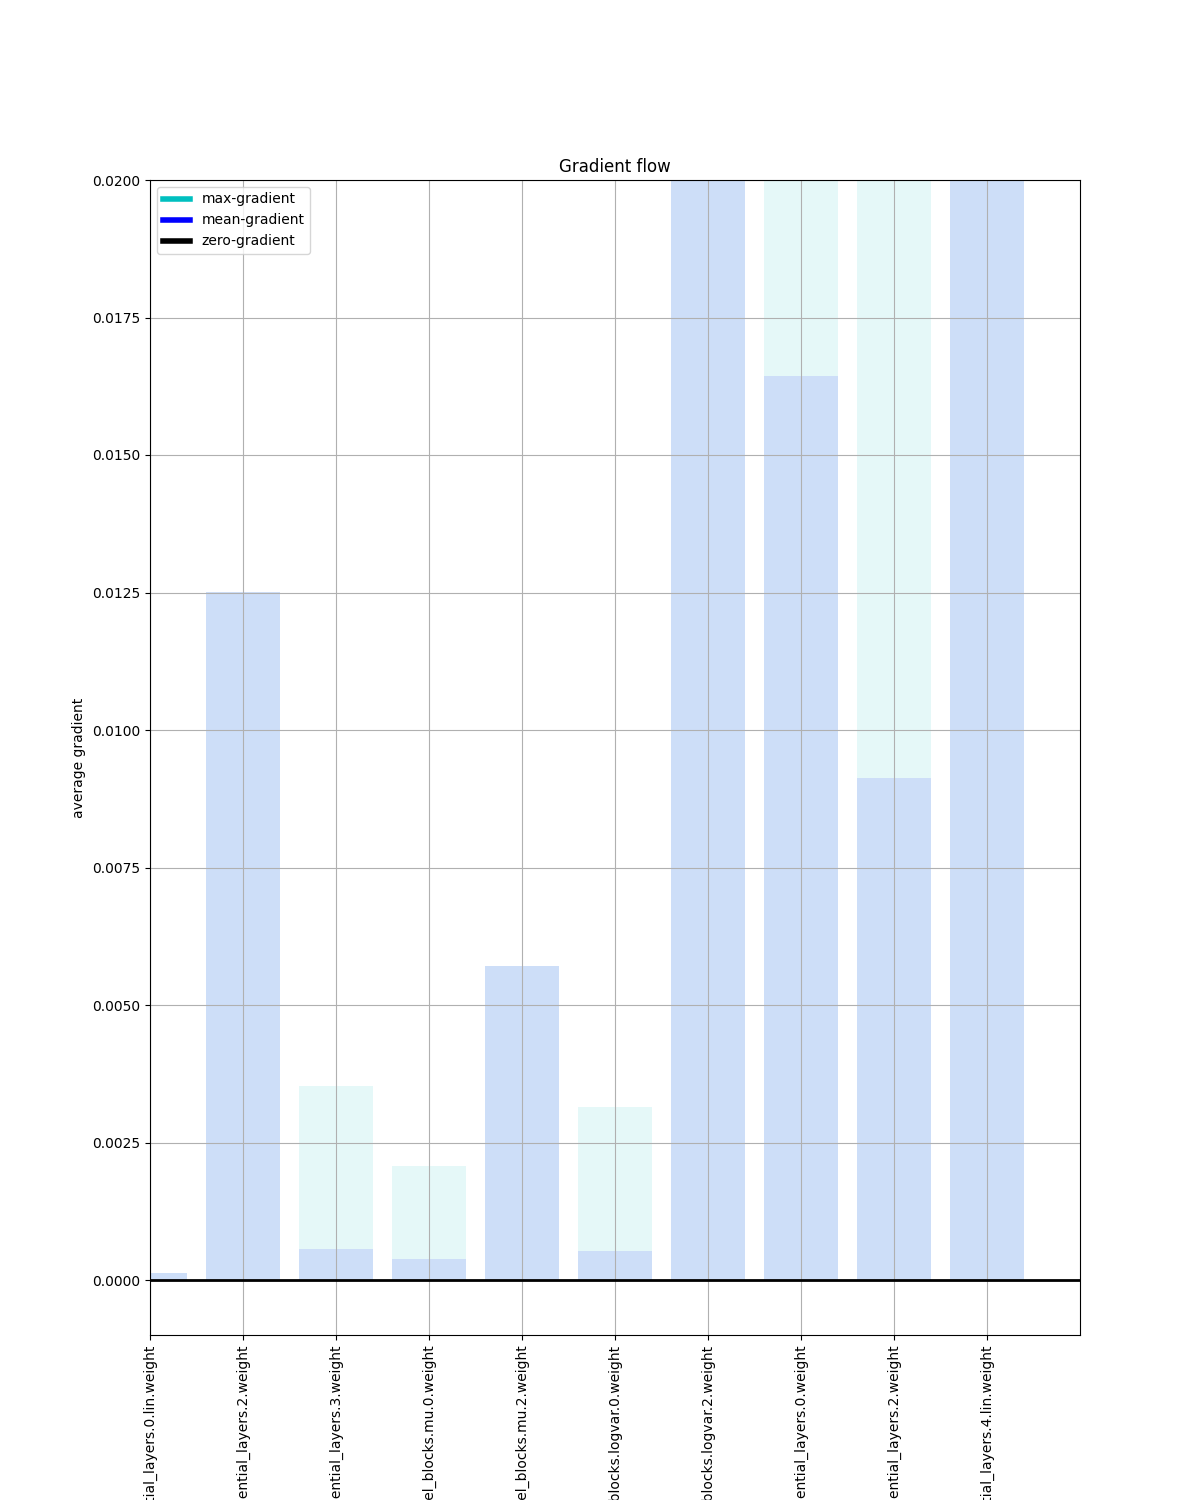 Gradient flow
max-gradient
mean-gradient
zero-gradient
0.0200
0.0175
0.0150
0.0125
0.0100
0.0075
0.0050
0.0025
0.0000
average gradient
tial_layers.0.lin.weight
ential_layers.2.weight
ential_layers.3.weight
el_blocks.mu.0.weight
el_blocks.mu.2.weight
blocks.logvar.0.weight
blocks.logvar.2.weight
ential_layers.0.weight
ential_layers.2.weight
tial_layers.4.lin.weight